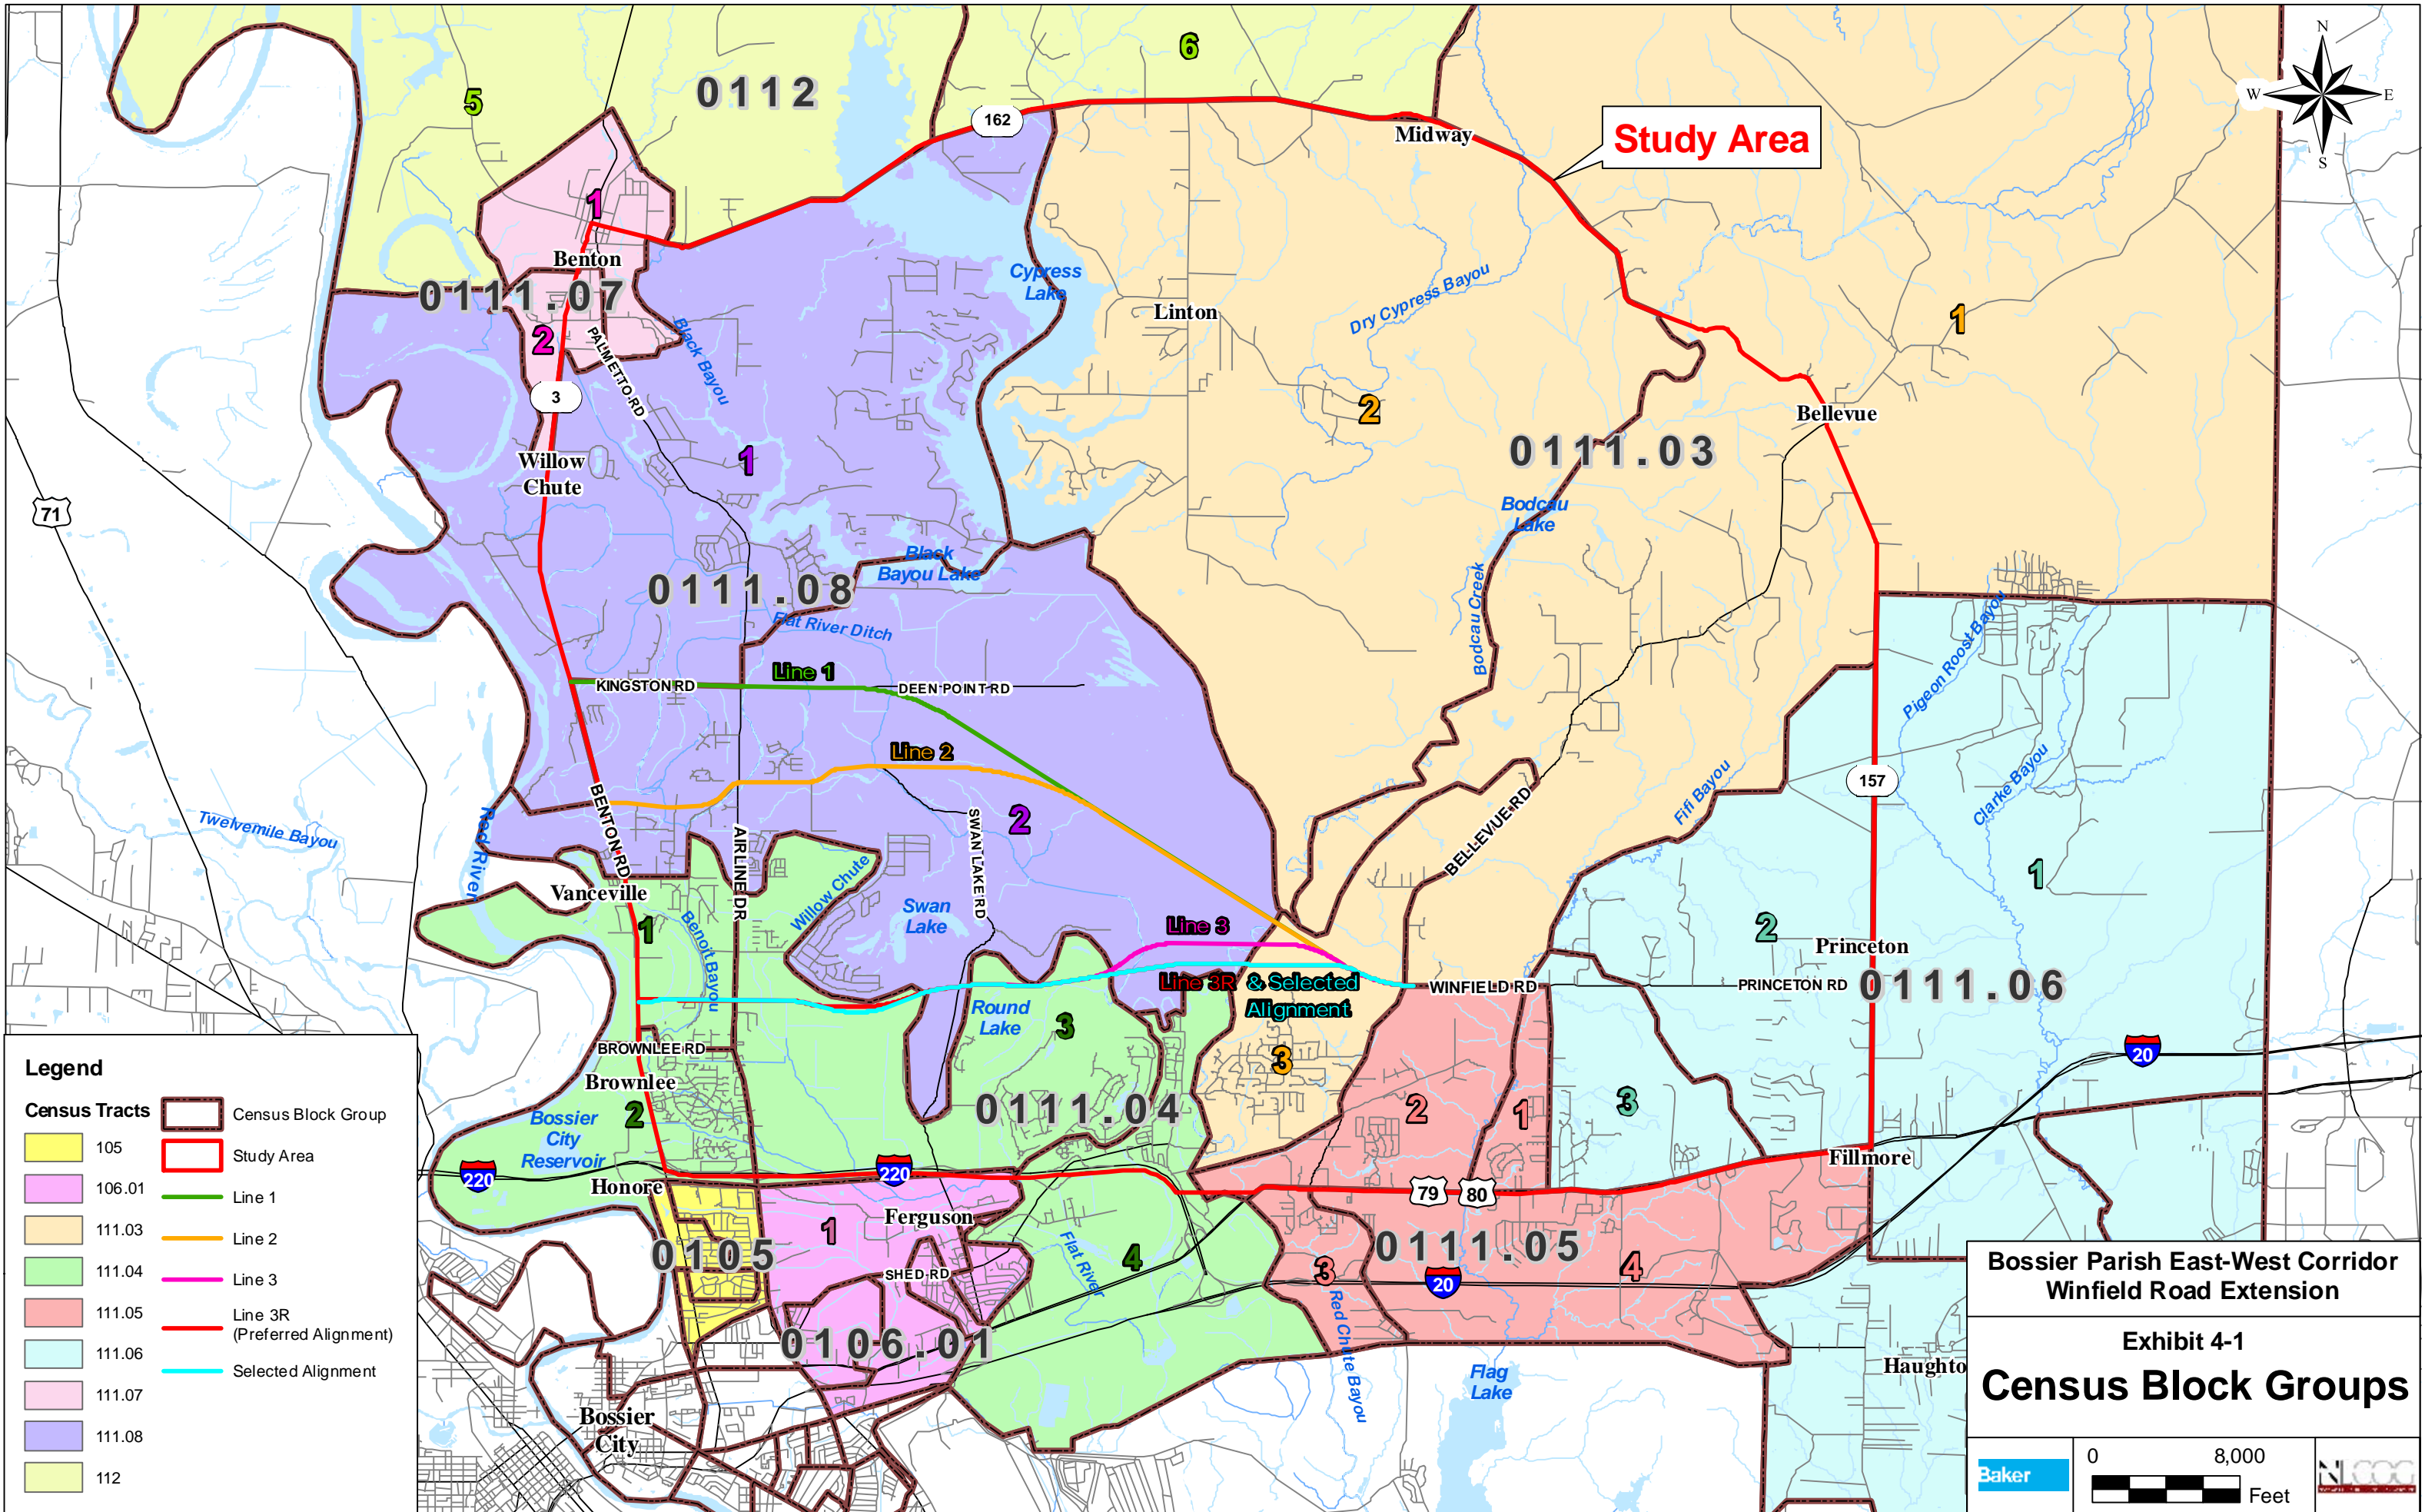 6
5
0112
N
W
E
S
162
Midway
Study Area
1
Benton
0111.07
Cypress
Lake
Linton
Dry Cypress Bayou
1
2
PALMETTO RD
Black Bayou
3
2
Bellevue
0111.03
Willow
Chute
1
71
Bodcau
Lake
Black
Bayou Lake
0111.08
Bodcau Creek
Flat River Ditch
Pigeon Roost Bayou
Line 1
KINGSTON RD
DEEN POINT RD
Line 2
157
BENTON RD
Fifi Bayou
Clarke Bayou
Twelvemile Bayou
Red River
AIRLINE DR
SWAN LAKE RD
2
BELLEVUE RD
Vanceville
Willow Chute
1
1
Benoit Bayou
Swan
Lake
Line 3
2
Princeton
Line 3R & Selected
Alignment
WINFIELD RD
PRINCETON RD
0111.06
Round
Lake
3
BROWNLEE RD
3
20
Brownlee
2
0111.04
2
1
3
Bossier
City
Reservoir
220
220
Honore
Fillmore
79
80
Ferguson
1
0105
SHED RD
Flat River
4
0111.05
3
20
4
Red Chute Bayou
0106.01
Flag
Lake
Haughto
Bossier
City
Legend
Census Tracts
105
106.01
111.03
111.04
111.05
111.06
111.07
111.08
112
Census Block Group
Study Area
Line 1
Line 2
Line 3
Line 3R
(Preferred Alignment)
Selected Alignment
Bossier Parish East-West Corridor
Winfield Road Extension
Exhibit 4-1
Census Block Groups
Baker
0 8,000
Feet
NLCOG